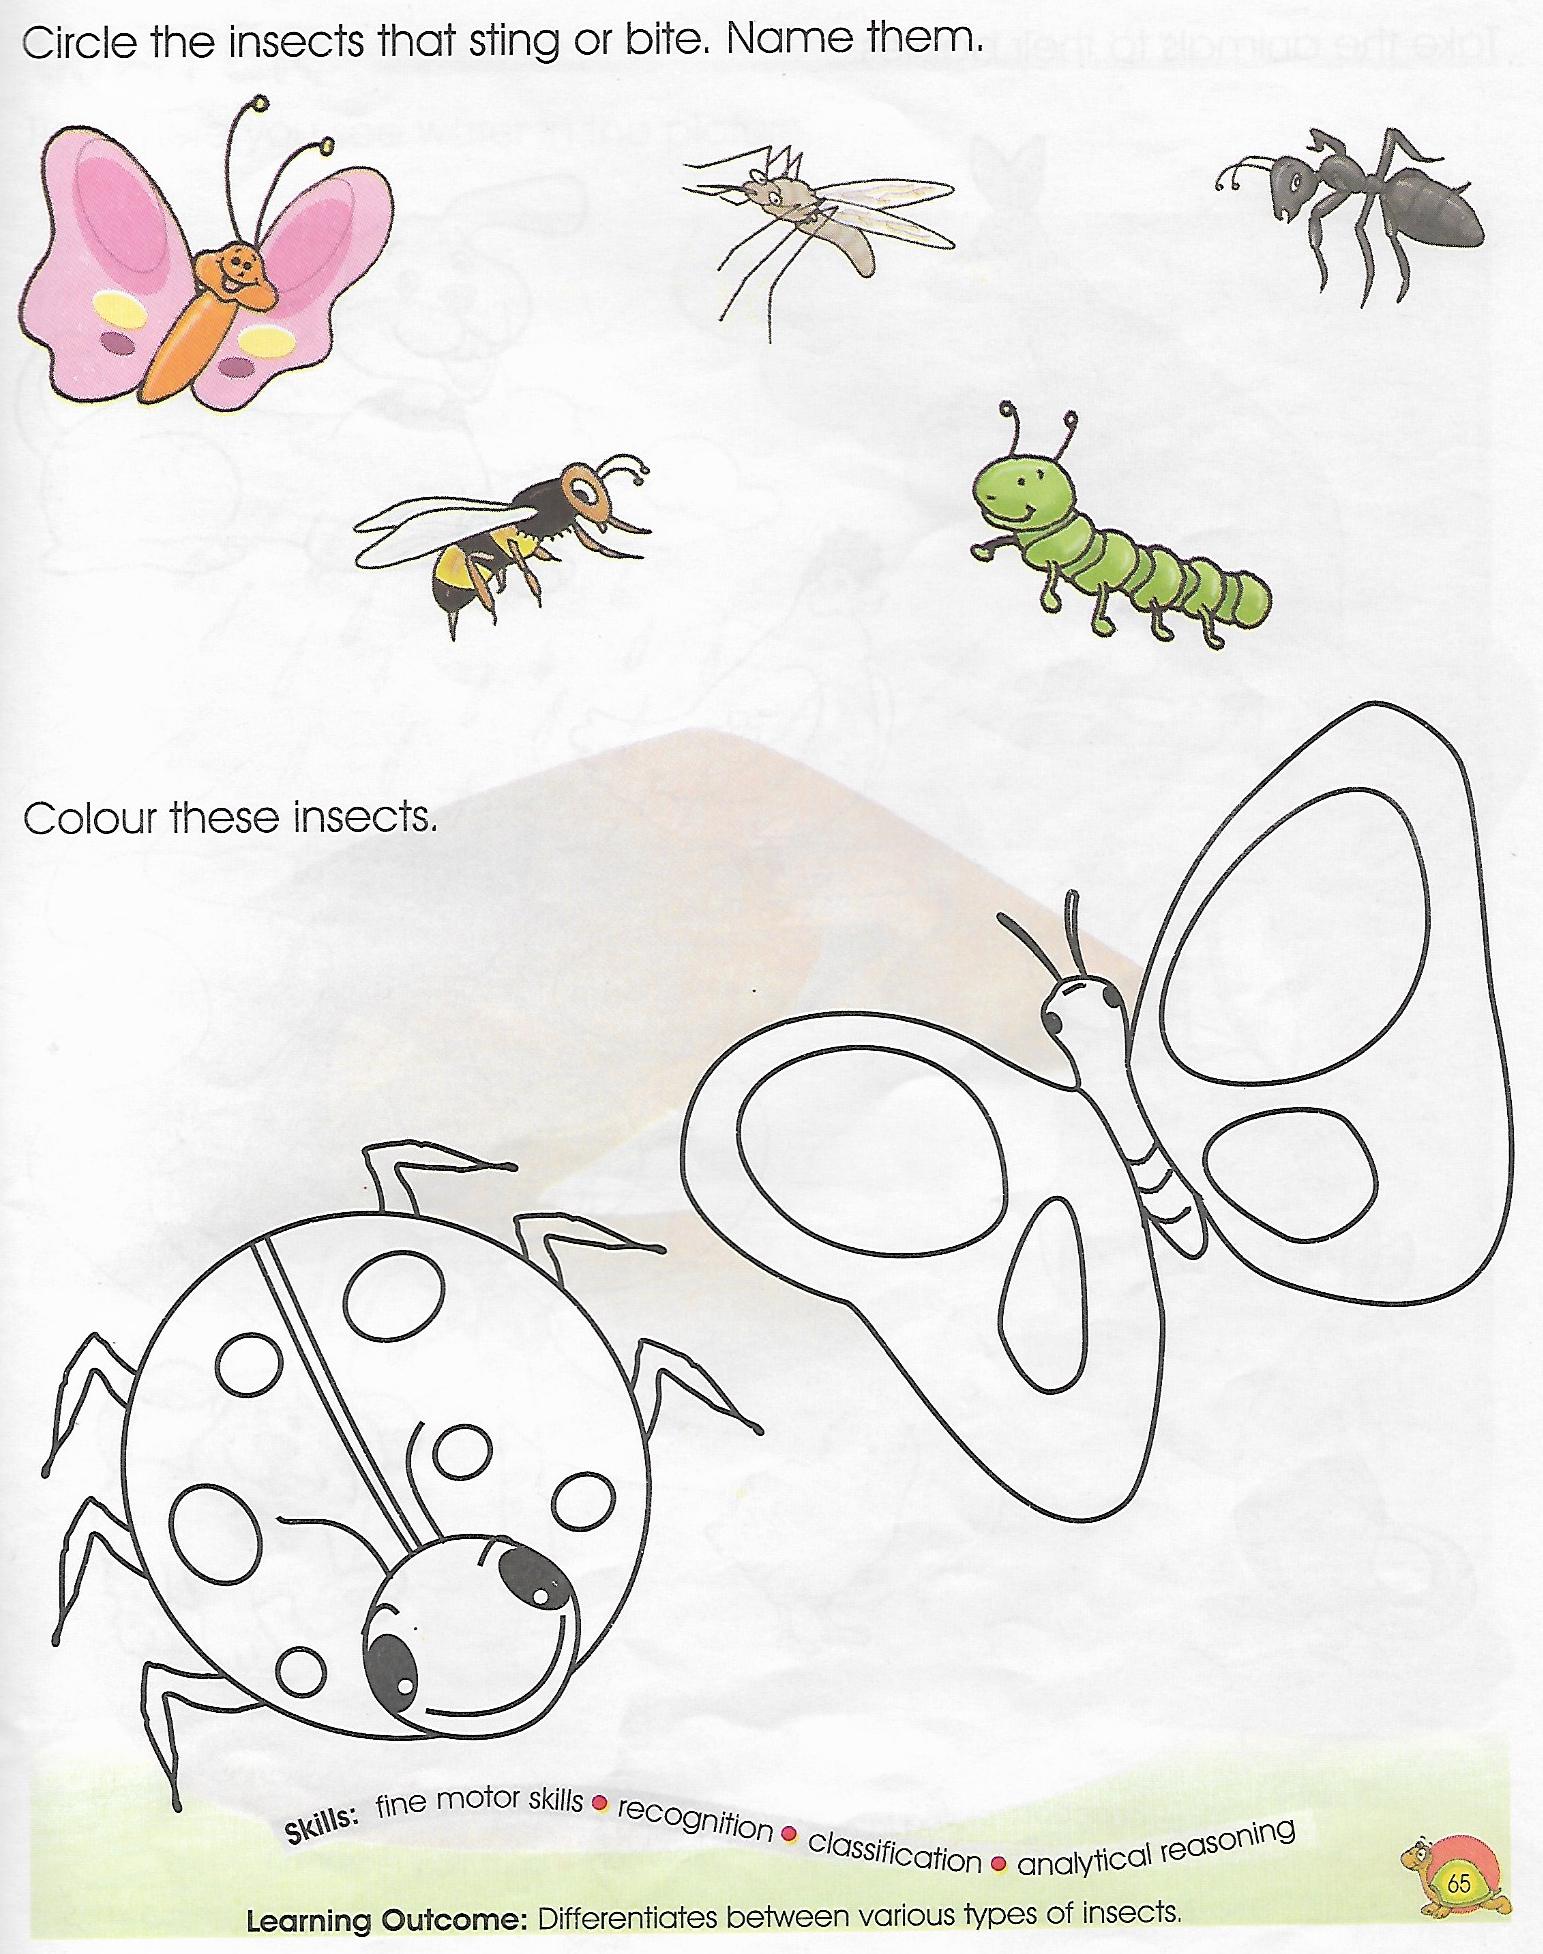 Circle the insects that sting or bite. Name them.
Colour these insects.
Skills: fine motor skills • recognition • classification • analytical reasoning
65
Learning Outcome: Differentiates between various types of insects.